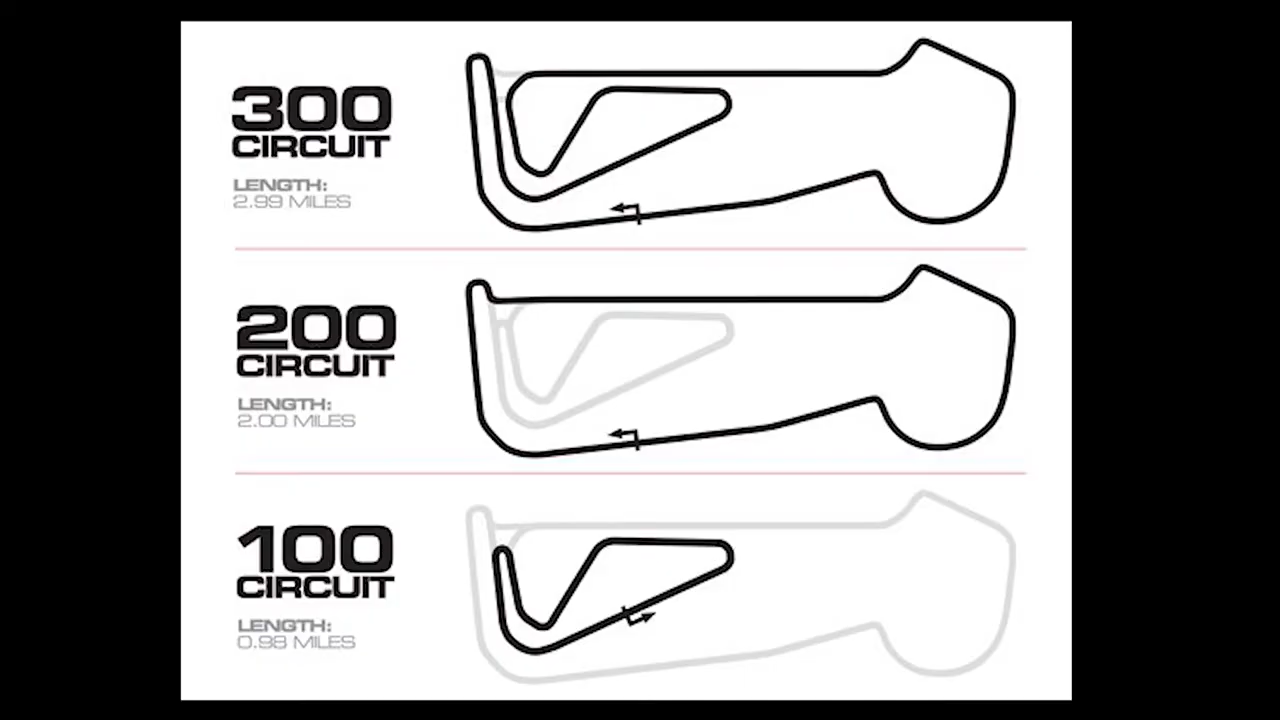 300
CIRCUIT
LENGTH:
2.99 MILES
200
CIRCUIT
LENGTH:
2.00 MILES
100
CIRCUIT
LENGTH:
0.98 MILES